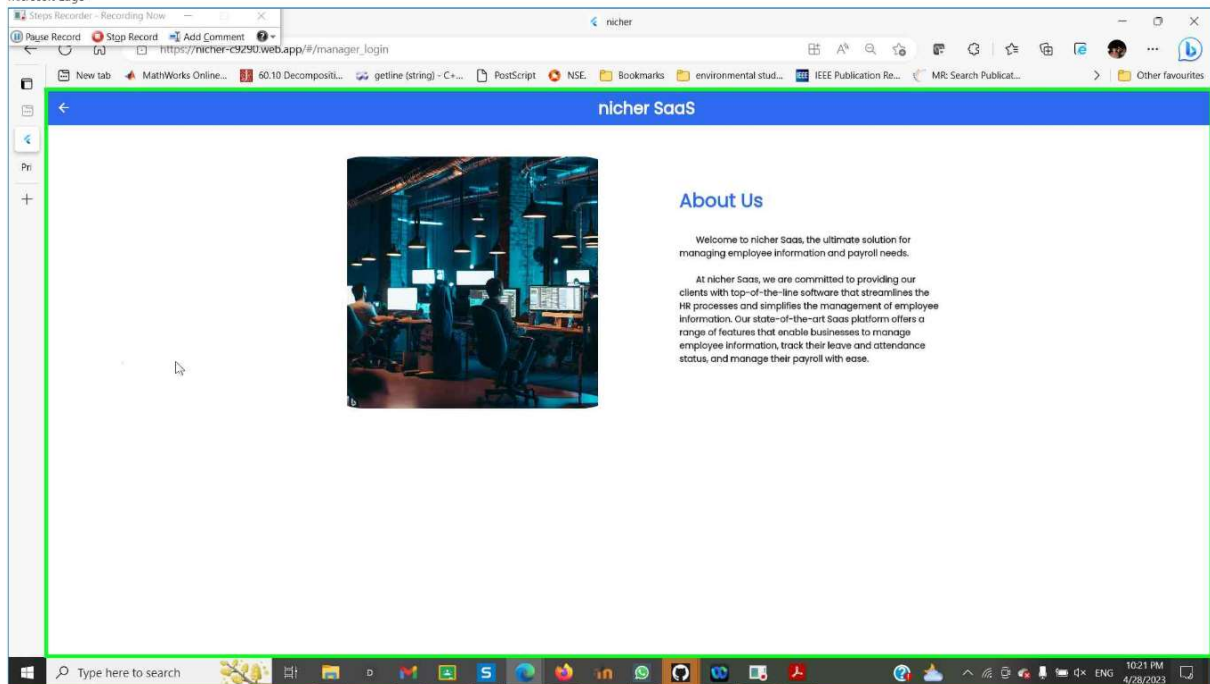 Microsoft Edge
Steps Recorder - Recording Now
nicher
Pause Record Stop Record Add Comment
https://nicher-c9290.web.app/#/manager_login
New tab MathWorks Online... 60.10 Decompositi... getline (string) - C+... PostScript NSE. Bookmarks environmental stud... IEEE Publication Re... MR: Search Publicat... Other favourites
nicher SaaS
Pri
About Us
Welcome to nicher Saas, the ultimate solution for
managing employee information and payroll needs.
At nicher Saas, we are committed to providing our
clients with top-of-the-line software that streamlines the
HR processes and simplifies the management of employee
information. Our state-of-the-art Saas platform offers a
range of features that enable businesses to manage
employee information, track their leave and attendance
status, and manage their payroll with ease.
Type here to search
ENG
10:21 PM
4/28/2023